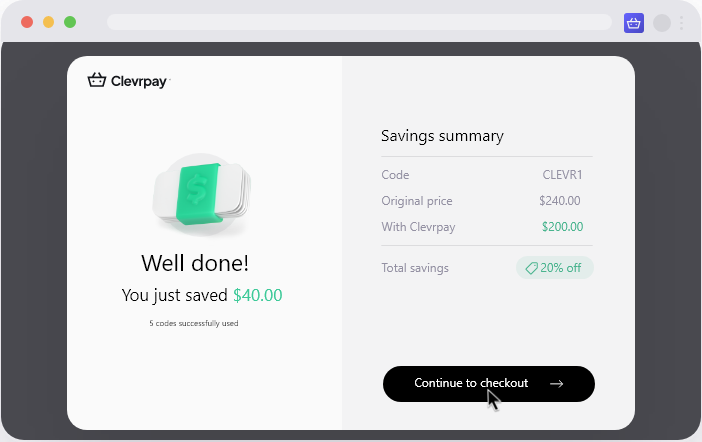 Clevrpay
Well done!
You just saved $40.00
5 codes successfully used
Savings summary
Code CLEVR1
Original price $240.00
With Clevrpay $200.00
Total savings 20% off
Continue to checkout →